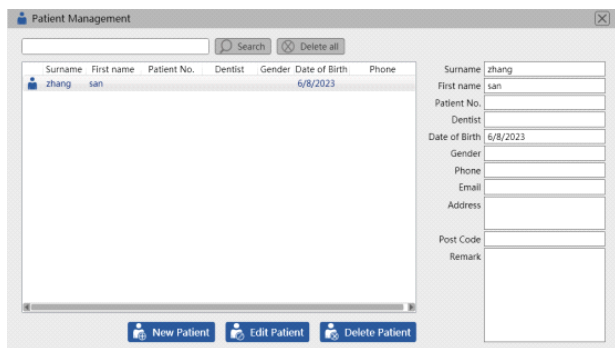 Patient Management
Search Delete all
Surname First name Patient No. Dentist Gender Date of Birth Phone
zhang san 6/8/2023
Surname zhang
First name san
Patient No.
Dentist
Date of Birth 6/8/2023
Gender
Phone
Email
Address
Post Code
Remark
New Patient Edit Patient Delete Patient